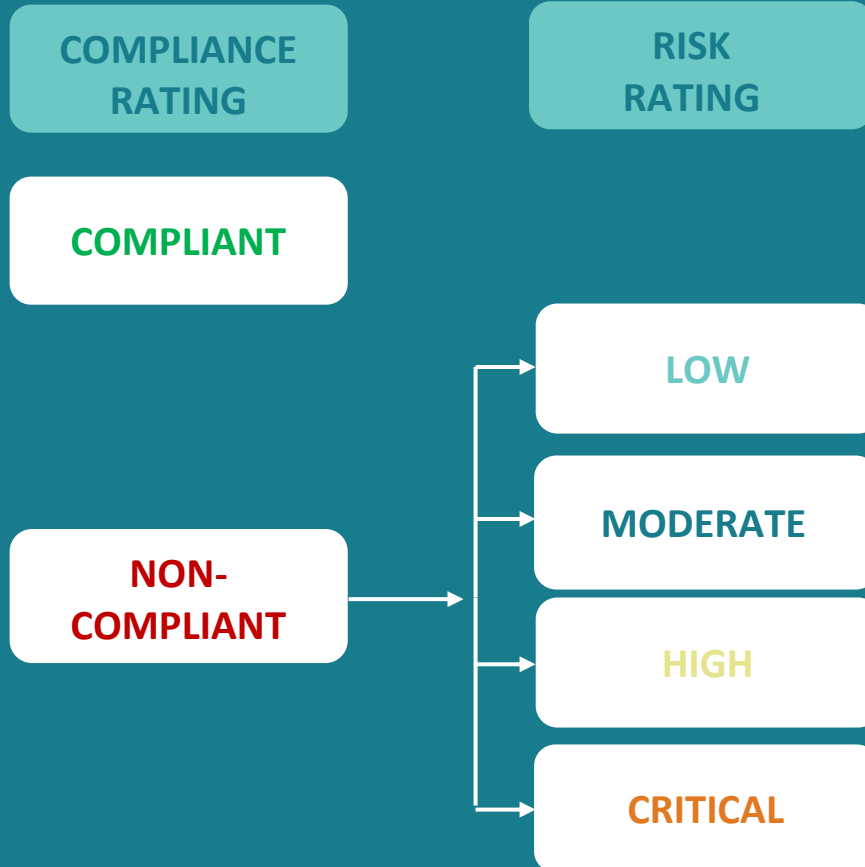 COMPLIANCE
RATING
RISK
RATING
COMPLIANT
LOW
MODERATE
NON-
COMPLIANT
HIGH
CRITICAL